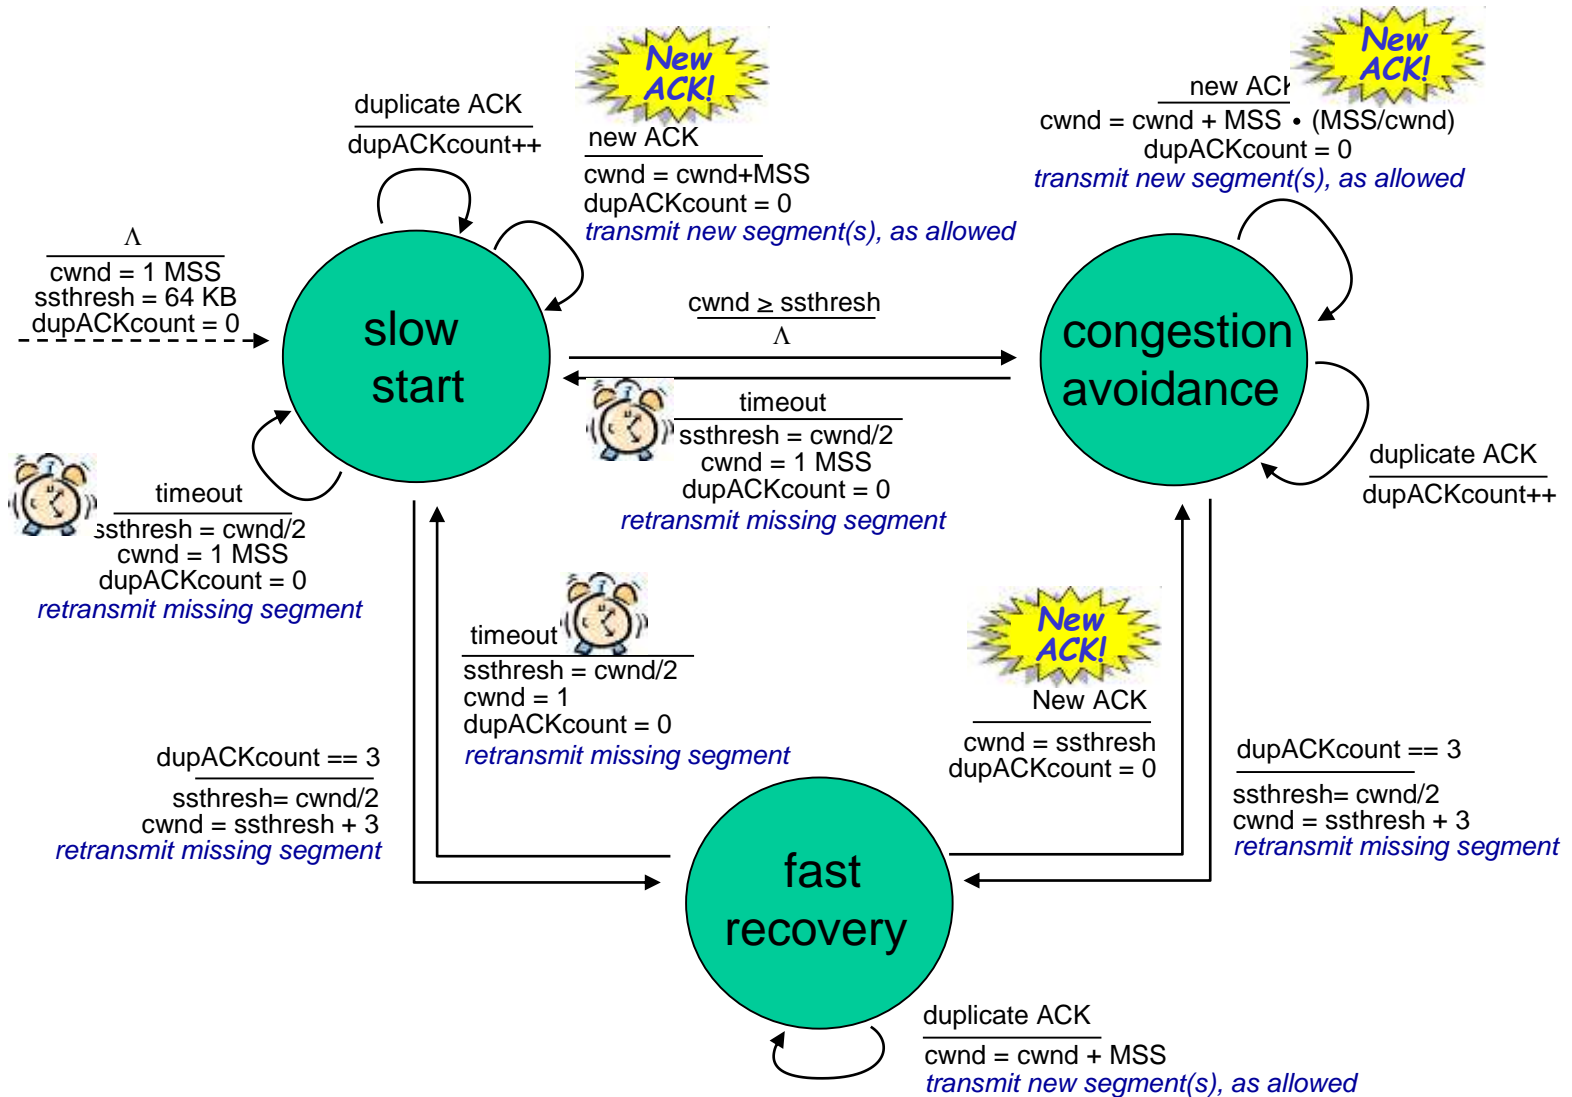 New
ACK!
duplicate ACK
dupACKcount++
new ACK
cwnd = cwnd+MSS
dupACKcount = 0
transmit new segment(s), as allowed
New
ACK!
new ACK
cwnd = cwnd + MSS • (MSS/cwnd)
dupACKcount = 0
transmit new segment(s), as allowed
Λ
cwnd = 1 MSS
ssthresh = 64 KB
dupACKcount = 0
slow
start
cwnd ≥ ssthresh
Λ
congestion
avoidance
timeout
ssthresh = cwnd/2
cwnd = 1 MSS
dupACKcount = 0
retransmit missing segment
duplicate ACK
dupACKcount++
timeout
ssthresh = cwnd/2
cwnd = 1 MSS
dupACKcount = 0
retransmit missing segment
timeout
ssthresh = cwnd/2
cwnd = 1
dupACKcount = 0
retransmit missing segment
New
ACK!
New ACK
cwnd = ssthresh
dupACKcount = 0
dupACKcount == 3
ssthresh= cwnd/2
cwnd = ssthresh + 3
retransmit missing segment
dupACKcount == 3
ssthresh= cwnd/2
cwnd = ssthresh + 3
retransmit missing segment
fast
recovery
duplicate ACK
cwnd = cwnd + MSS
transmit new segment(s), as allowed